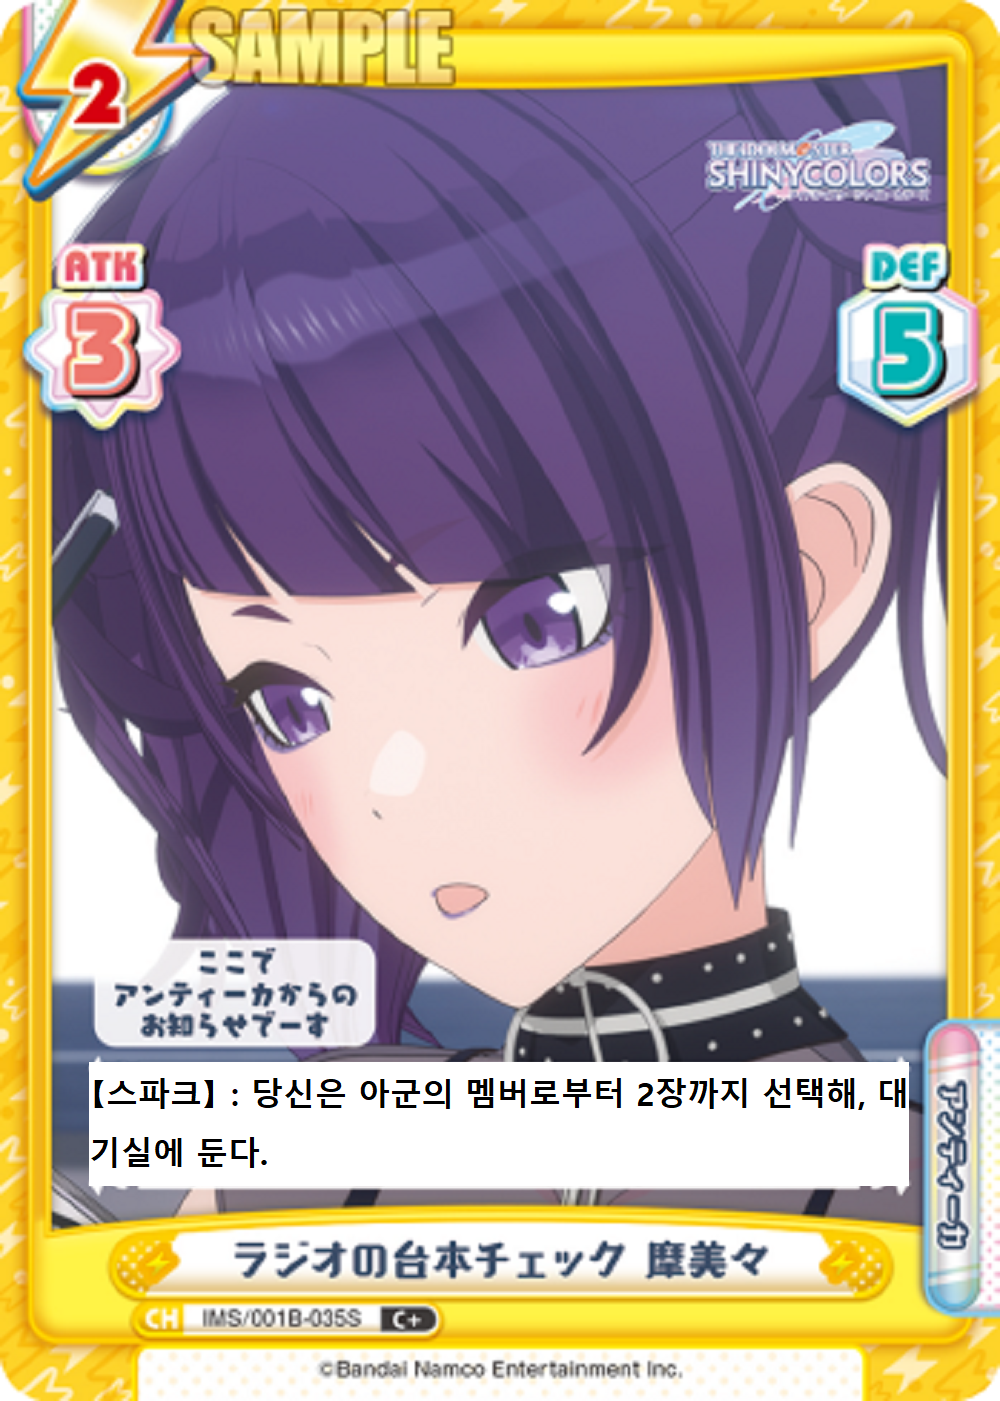 SAMPLE
2
THE IDOLM@STER
SHINYCOLORS
ATK
3
DEF
5
ここで
アンティーカからの
お知らせでーす
【스파크】 : 당신은 아군의 멤버로부터 2장까지 선택해, 대
기실에 둔다.
アンティーカ
ラジオの台本チェック 摩美々
CH IMS/001B-035S C+
©Bandai Namco Entertainment Inc.